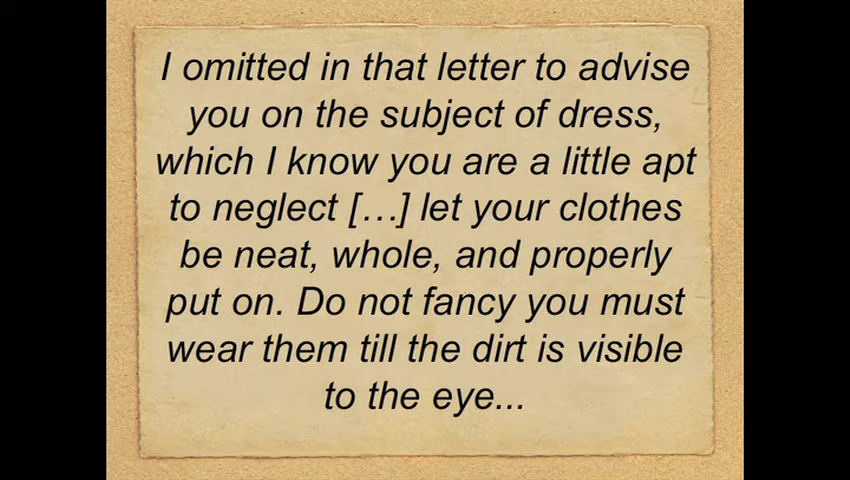 I omitted in that letter to advise
you on the subject of dress,
which I know you are a little apt
to neglect […] let your clothes
be neat, whole, and properly
put on. Do not fancy you must
wear them till the dirt is visible
to the eye...